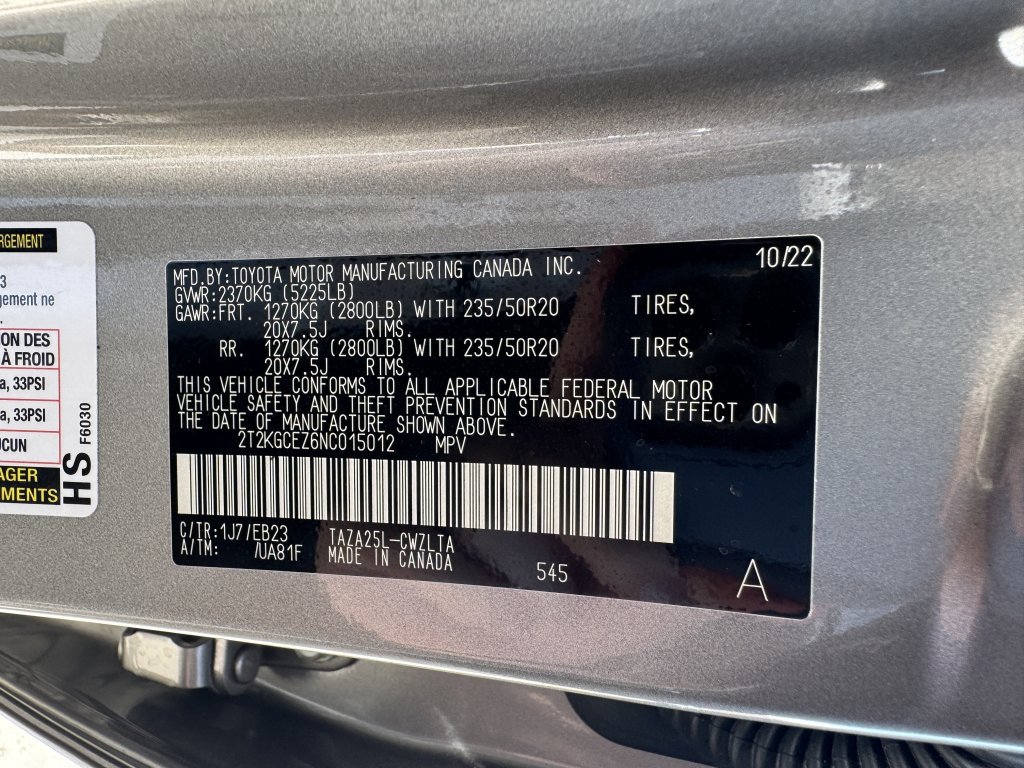 RGEMENT
3
gement ne
ON DES
À FROID
a, 33PSI
a, 33PSI
UCUN
AGER
MENTS
HS
F6030
MFD.BY:TOYOTA MOTOR MANUFACTURING CANADA INC. 10/22
GVWR:2370KG (5225LB)
GAWR:FRT. 1270KG (2800LB) WITH 235/50R20 TIRES,
20X7.5J RIMS.
RR. 1270KG (2800LB) WITH 235/50R20 TIRES,
20X7.5J RIMS.
THIS VEHICLE CONFORMS TO ALL APPLICABLE FEDERAL MOTOR
VEHICLE SAFETY AND THEFT PREVENTION STANDARDS IN EFFECT ON
THE DATE OF MANUFACTURE SHOWN ABOVE.
2T2KGCEZ6NC015012 MPV
C/TR:1J7/EB23 TAZA25L-CWZLTA
A/TM: /UA81F MADE IN CANADA
545
A